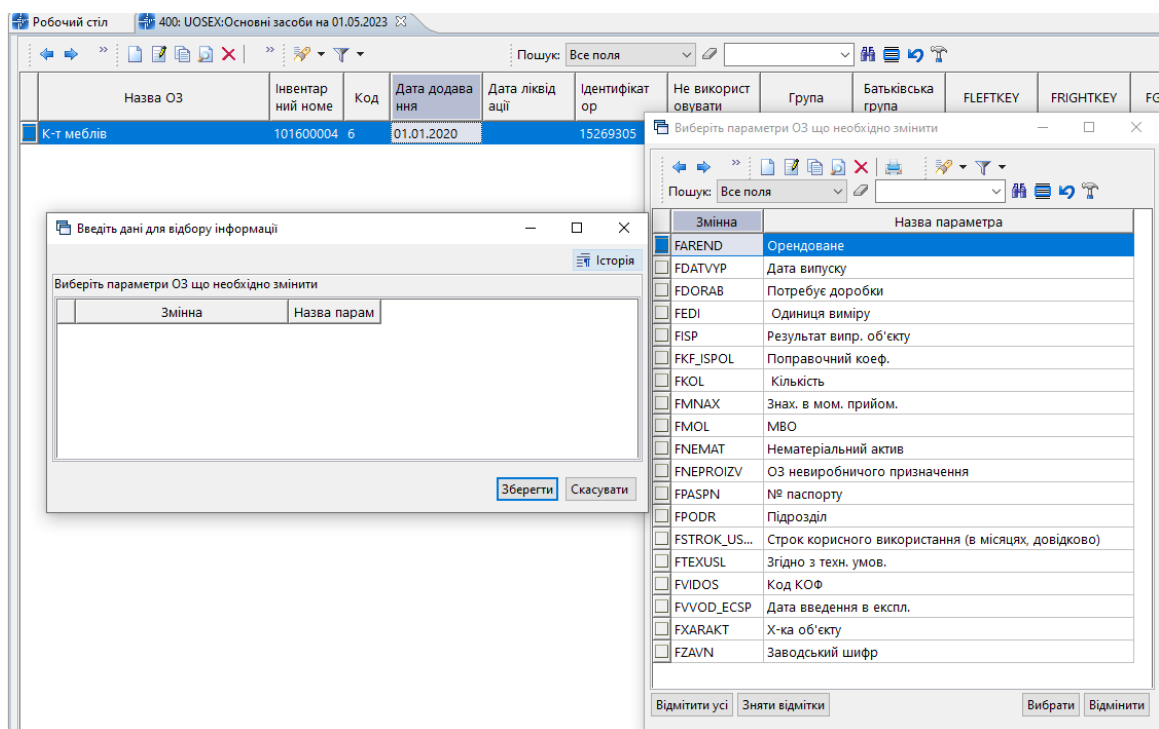 Робочий стіл
400: UOSEX:Основні засоби на 01.05.2023
Пошук: Все поля
Назва ОЗ
Інвентар
ний номе
Код
Дата додава
ння
Дата ліквід
ації
Ідентифікат
ор
Не використ
овувати
Група
Батьківська
група
FLEFTKEY
FRIGHTKEY
FG
К-т меблів 101600004 6 01.01.2020 15269305
Введіть дані для відбору інформації
Історія
Виберіть параметри ОЗ що необхідно змінити
Змінна Назва парам
Зберегти Скасувати
Виберіть параметри ОЗ що необхідно змінити
Пошук: Все поля
Змінна Назва параметра
FAREND Орендоване
FDATVYP Дата випуску
FDORAB Потребує доробки
FEDI Одиниця виміру
FISP Результат випр. об'єкту
FKF_ISPOL Поправочний коеф.
FKOL Кількість
FMNAX Знах. в мом. прийом.
FMOL МВО
FNEMAT Нематеріальний актив
FNEPROIZV ОЗ невиробничого призначення
FPASPN № паспорту
FPODR Підрозділ
FSTROK_US... Строк корисного використання (в місяцях, довідково)
FTEXUSL Згідно з техн. умов.
FVIDOS Код КОФ
FVVOD_ECSP Дата введення в експл.
FXARAKT Х-ка об'єкту
FZAVN Заводський шифр
Відмітити усі Зняти відмітки Вибрати Відмінити